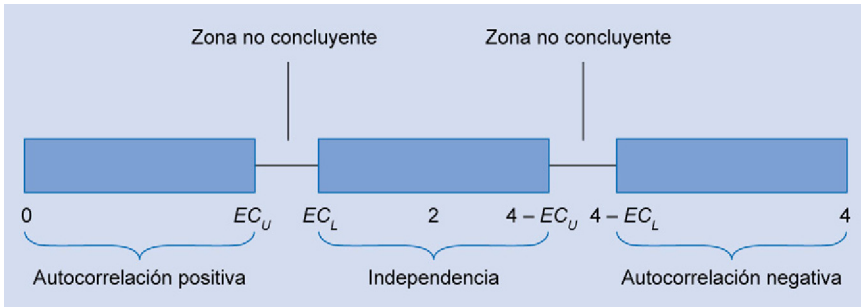 Zona no concluyente Zona no concluyente
0 EC_U EC_L 2 4 – EC_U 4 – EC_L 4
Autocorrelación positiva Independencia Autocorrelación negativa